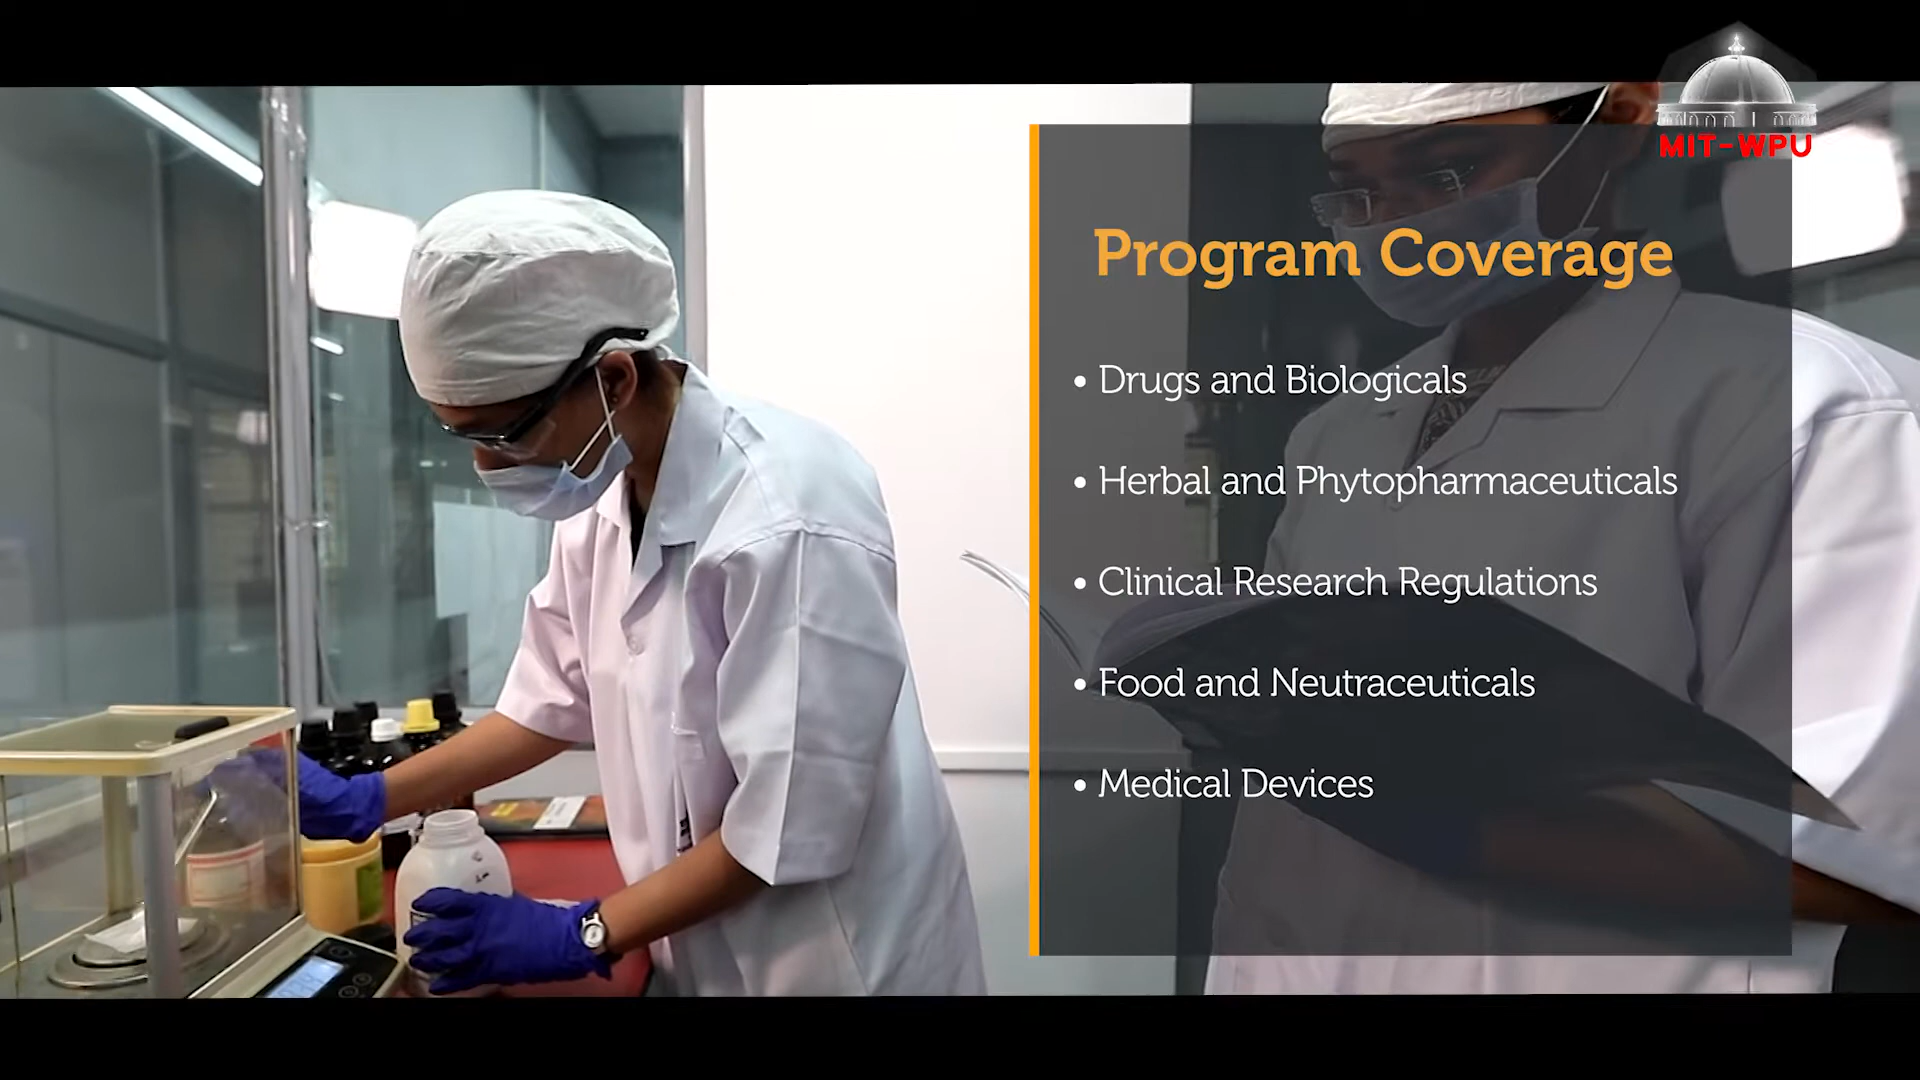 MIT-WPU
Program Coverage
• Drugs and Biologicals
• Herbal and Phytopharmaceuticals
• Clinical Research Regulations
• Food and Neutraceuticals
• Medical Devices